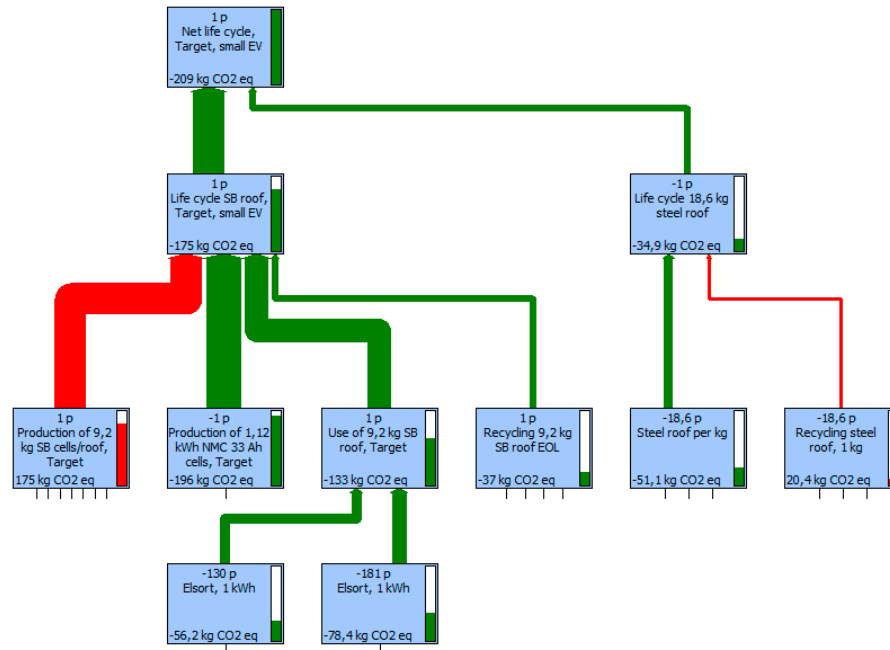 1 p
Net life cycle,
Target, small EV
-209 kg CO2 eq
1 p
Life cycle SB roof,
Target, small EV
-175 kg CO2 eq
-1 p
Life cycle 18,6 kg
steel roof
-34,9 kg CO2 eq
1 p
Production of 9,2
kg SB cells/roof,
Target
175 kg CO2 eq
-1 p
Production of 1,12
kWh NMC 33 Ah
cells, Target
-196 kg CO2 eq
1 p
Use of 9,2 kg SB
roof, Target
-133 kg CO2 eq
1 p
Recycling 9,2 kg
SB roof EOL
-37 kg CO2 eq
-18,6 p
Steel roof per kg
-51,1 kg CO2 eq
-18,6 p
Recycling steel
roof, 1 kg
20,4 kg CO2 eq
-130 p
Elsort, 1 kWh
-56,2 kg CO2 eq
-181 p
Elsort, 1 kWh
-78,4 kg CO2 eq